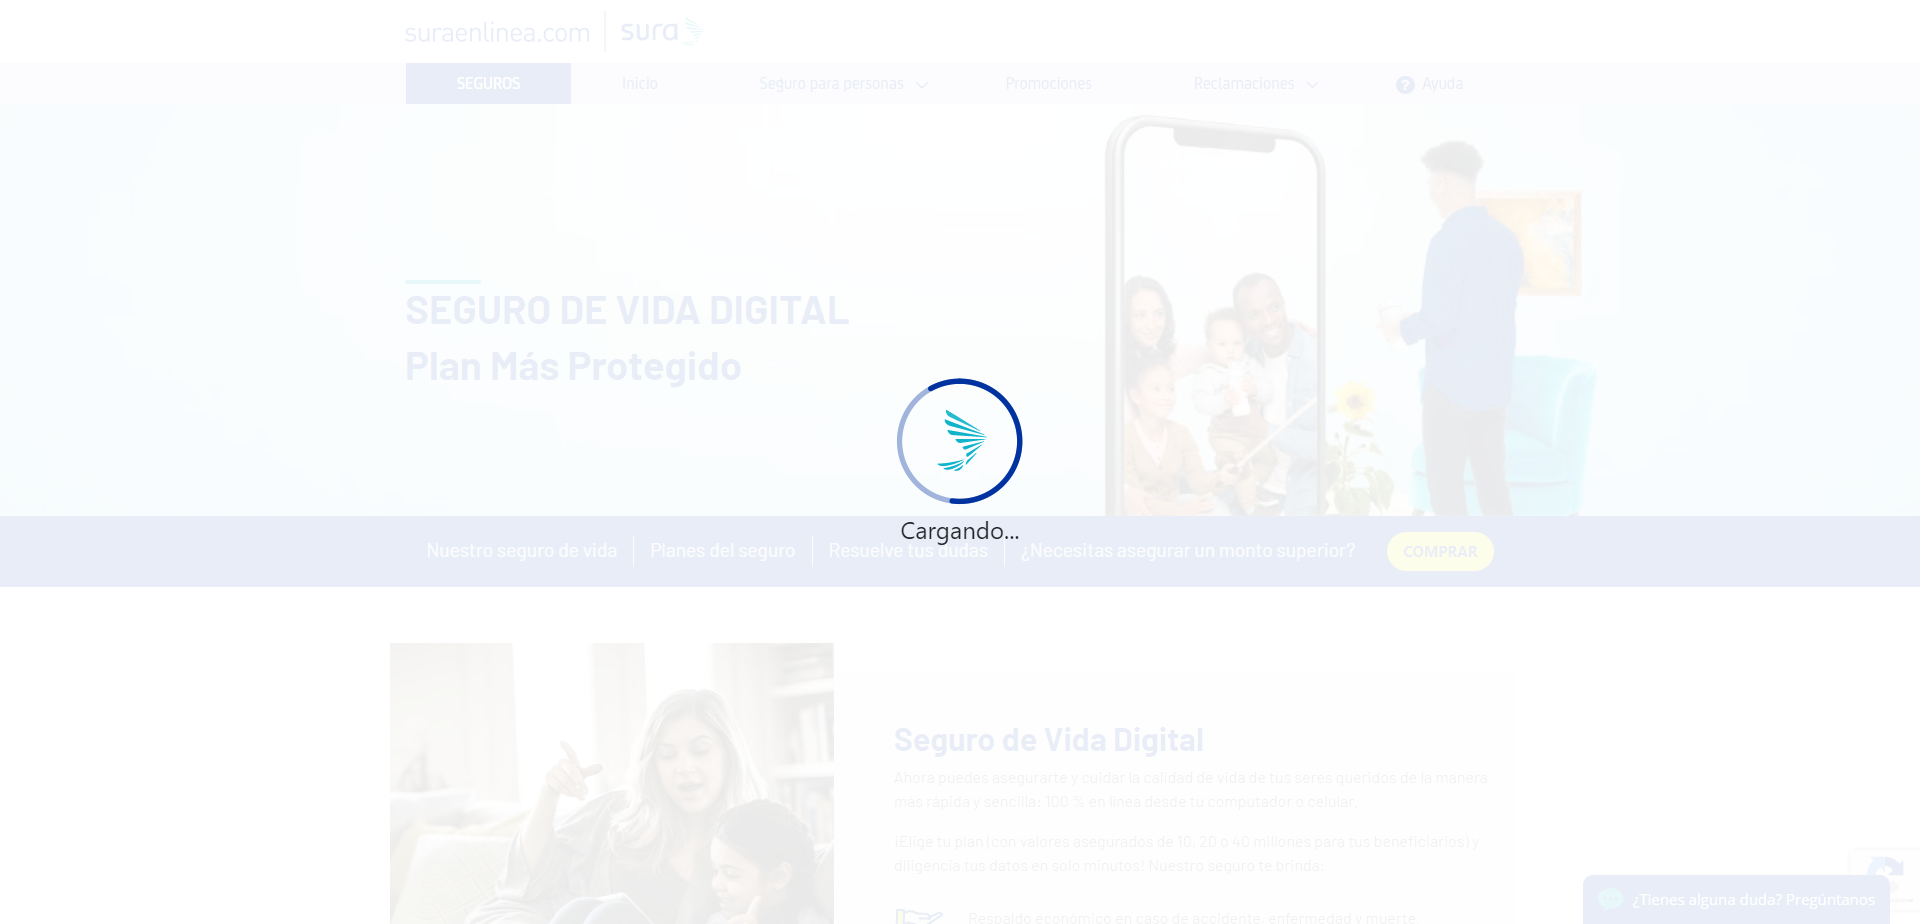 suraenlinea.com
sura
SEGUROS
Inicio
Seguro para personas
Promociones
Reclamaciones
Ayuda
SEGURO DE VIDA DIGITAL
Plan Más Protegido
Cargando...
Nuestro seguro de vida
Planes del seguro
Resuelve tus dudas
¿Necesitas asegurar un monto superior?
COMPRAR
Seguro de Vida Digital
Ahora puedes asegurarte y cuidar la calidad de vida de tus seres queridos de la manera
más rápida y sencilla: 100 % en línea desde tu computador o celular.
¡Elige tu plan (con valores asegurados de 10, 20 o 40 millones para tus beneficiarios) y
diligencia tus datos en solo minutos! Nuestro seguro te brinda:
Respaldo económico en caso de accidente, enfermedad y muerte.
¿Tienes alguna duda? Pregúntanos